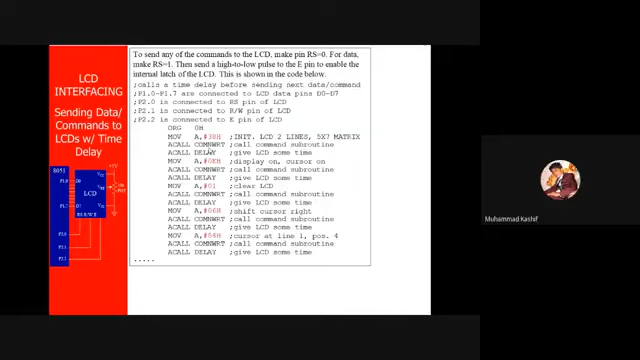 LCD
INTERFACING
Sending Data/
Commands to
LCDs w/ Time
Delay
+5V
8051
P1.0
D0
P1.7
D7
LCD
RS R/W E
P2.0
P2.1
P2.2
To send any of the commands to the LCD, make pin RS=0. For data,
make RS=1. Then send a high-to-low pulse to the E pin to enable the
internal latch of the LCD. This is shown in the code below.
;calls a time delay before sending next data/command
;P1.0-P1.7 are connected to LCD data pins D0-D7
;P2.0 is connected to RS pin of LCD
;P2.1 is connected to R/W pin of LCD
;P2.2 is connected to E pin of LCD
ORG 0H
MOV A,#38H ;INIT. LCD 2 LINES, 5X7 MATRIX
ACALL COMNWRT ;call command subroutine
ACALL DELAY ;give LCD some time
MOV A,#0EH ;display on, cursor on
ACALL COMNWRT ;call command subroutine
ACALL DELAY ;give LCD some time
MOV A,#01 ;clear LCD
ACALL COMNWRT ;call command subroutine
ACALL DELAY ;give LCD some time
MOV A,#06H ;shift cursor right
ACALL COMNWRT ;call command subroutine
ACALL DELAY ;give LCD some time
MOV A,#84H ;cursor at line 1, pos. 4
ACALL COMNWRT ;call command subroutine
ACALL DELAY ;give LCD some time
.....
Muhammad Kashif